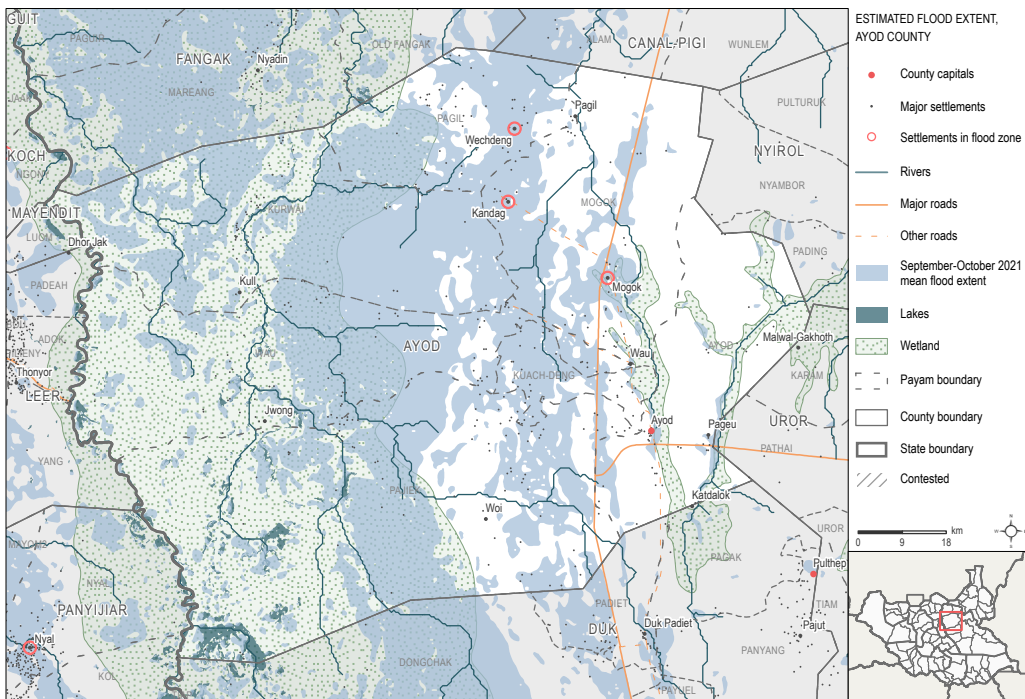 GUIT
PAGUIR
FANGAK
Nyadin
OLD FANGAK
CANAL-PIGI
WUNLEM
MAREANG
PULTURUK
PAGIL
Pagil
Wechdeng
KOCH
NYIROL
NYAMBOR
MAYENDIT
KORWAI
Kandag
MOGOK
LUOM
Dhor Jak
PADING
PADEAH
Kull
Mogok
ADOK
AYOD
WAU
Wau
AYOD
Malwal-Gakhoth
Thonyor
KUACH-DENG
KARAM
LEER
Jwong
Ayod
Pageu
UROR
PATHAI
YANG
PAJIEK
Katdalok
Woi
MAYOM2
UROR
PAGAK
Pulthep
NYAL
PANYIJIAR
PADIET
TIAM
Nyal
DUK
Duk Padiet
Pajut
PANYANG
KOL
DONGCHAK
PAYUEL
ESTIMATED FLOOD EXTENT,
AYOD COUNTY
County capitals
Major settlements
Settlements in flood zone
Rivers
Major roads
Other roads
September-October 2021
mean flood extent
Lakes
Wetland
Payam boundary
County boundary
State boundary
Contested
km
0 9 18
N
W E
S